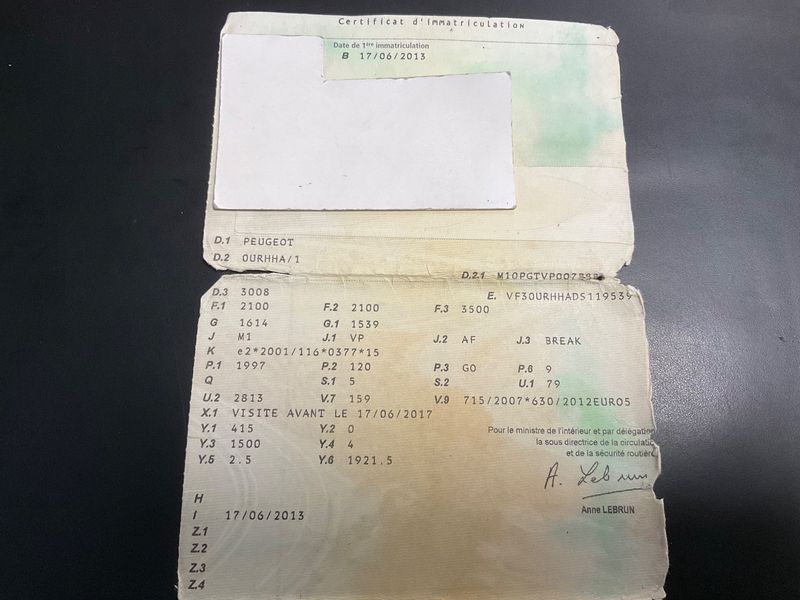 Certificat d'Immatriculation
Date de 1ère immatriculation
B 17/06/2013
D.1 PEUGEOT
D.2 0URHHA/1
D.2.1
D.3 3008
E. VF30URHHADS119539
F.1 2100 F.2 2100 F.3 3500
G 1614 G.1 1539
J M1 J.1 VP J.2 AF J.3 BREAK
K e2*2001/116*0377*15
P.1 1997 P.2 120 P.3 GO P.6 9
Q S.1 5 S.2 U.1 79
U.2 2813 V.7 159 V.9 715/2007*630/2012EURO5
X.1 VISITE AVANT LE 17/06/2017
Y.1 415 Y.2 0
Pour le ministre de l'intérieur et par délégation
Y.3 1500 Y.4 4
la sous directrice de la circulatio
et de la sécurité routière
Y.5 2.5 Y.6 1921.5
A. Lebrun
H
Anne LEBRUN
I 17/06/2013
Z.1
Z.2
Z.3
Z.4